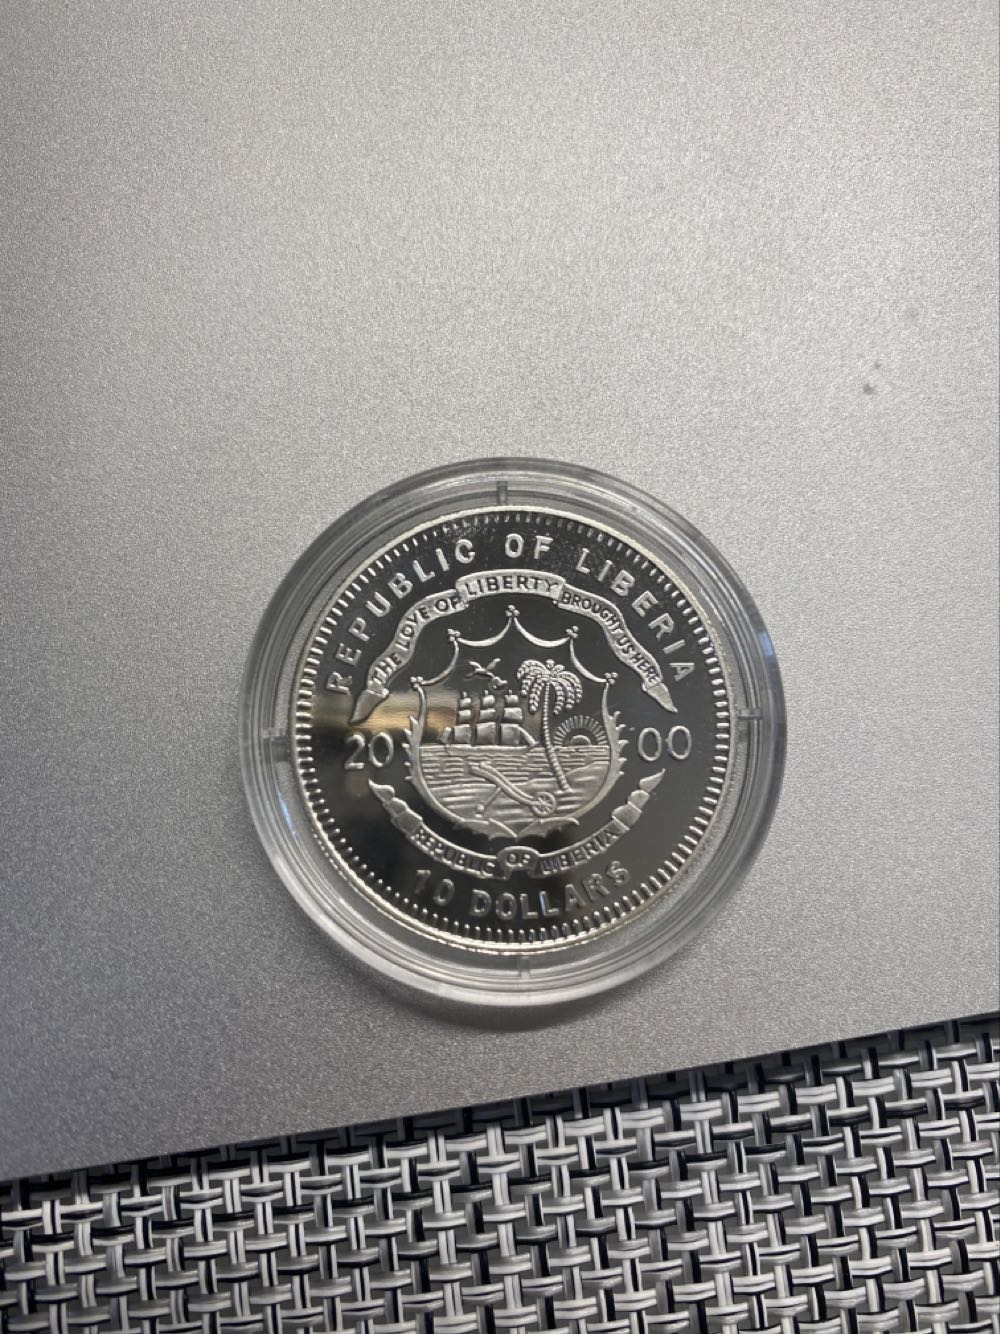 REPUBLIC OF LIBERIA
THE LOVE OF LIBERTY BROUGHT US HERE
2000
REPUBLIC OF LIBERIA
10 DOLLARS